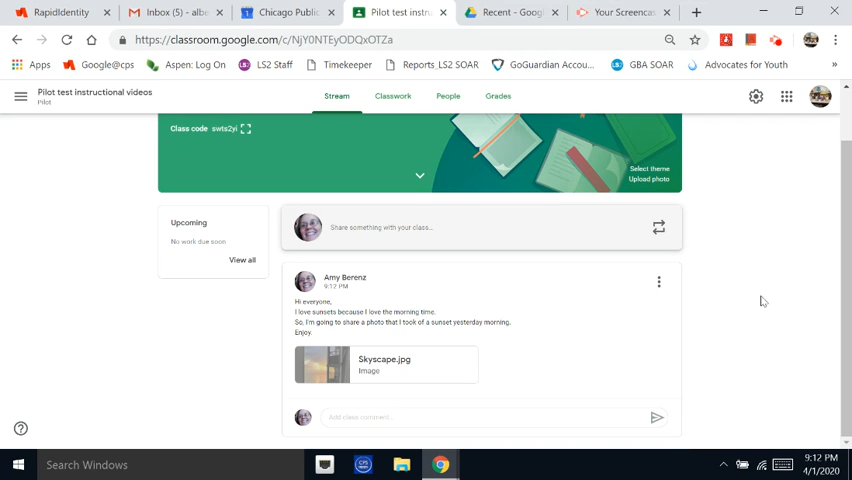 RapidIdentity
Inbox (5) - albe
Chicago Public
Pilot test instru
Recent - Goog
Your Screencas
https://classroom.google.com/c/NjY0NTEyODQxOTZa
Apps
Google@cps
Aspen: Log On
LS2 Staff
Timekeeper
Reports_LS2 SOAR
GoGuardian Accou...
GBA SOAR
Advocates for Youth
»
Pilot test instructional videos
Pilot
Stream
Classwork
People
Grades
Class code swts2yi
Select theme
Upload photo
Upcoming
No work due soon
View all
Share something with your class...
Amy Berenz
9:12 PM
Hi everyone,
I love sunsets because I love the morning time.
So, I'm going to share a photo that I took of a sunset yesterday morning.
Enjoy.
Skyscape.jpg
Image
Add class comment...
Search Windows
9:12 PM
4/1/2020